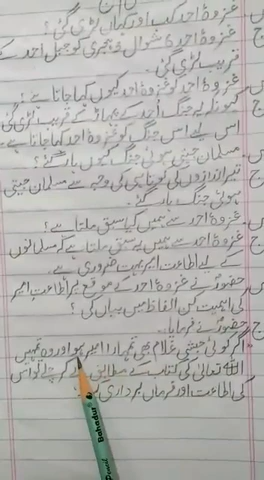 س غزوۂ احد کب اور کہاں لڑی گئی؟
ج غزوۂ احد شوال ہجری کو جبل احد کے
قریب لڑی گئی۔
غزوۂ احد کو غزوۂ احد کیوں کہا جاتا ہے؟
ج کیونکہ یہ جنگ اُحد کے پہاڑ کے قریب لڑی گئی
اسی لیے اس جنگ کو غزوۂ احد کہا جاتا ہے۔
س مسلمان جیتی ہوئی جنگ کیوں ہار گئے؟
ج تیر اندازوں کی کوتاہی کی وجہ سے مسلمان جیتی
ہوئی جنگ ہار گئے۔
س غزوۂ احد سے ہمیں کیا سبق ملتا ہے؟
ج غزوۂ احد سے ہمیں یہ سبق ملتا ہے کہ مسلمانوں
کے لیے اطاعت امیر بہت ضروری ہے۔
س حضورؐ نے غزوۂ احد کے موقع پر اطاعت امیر
کی اہمیت کن الفاظ میں بیان کی؟
ج حضورؐ نے فرمایا۔
اگر کوئی حبشی غلام بھی تمہارا امیر ہو اور وہ تمہیں
اللہ تعالیٰ کی کتاب کے مطابق لے کر چلے تو اس
کی اطاعت اور فرماں برداری
Bahadur
Pencil